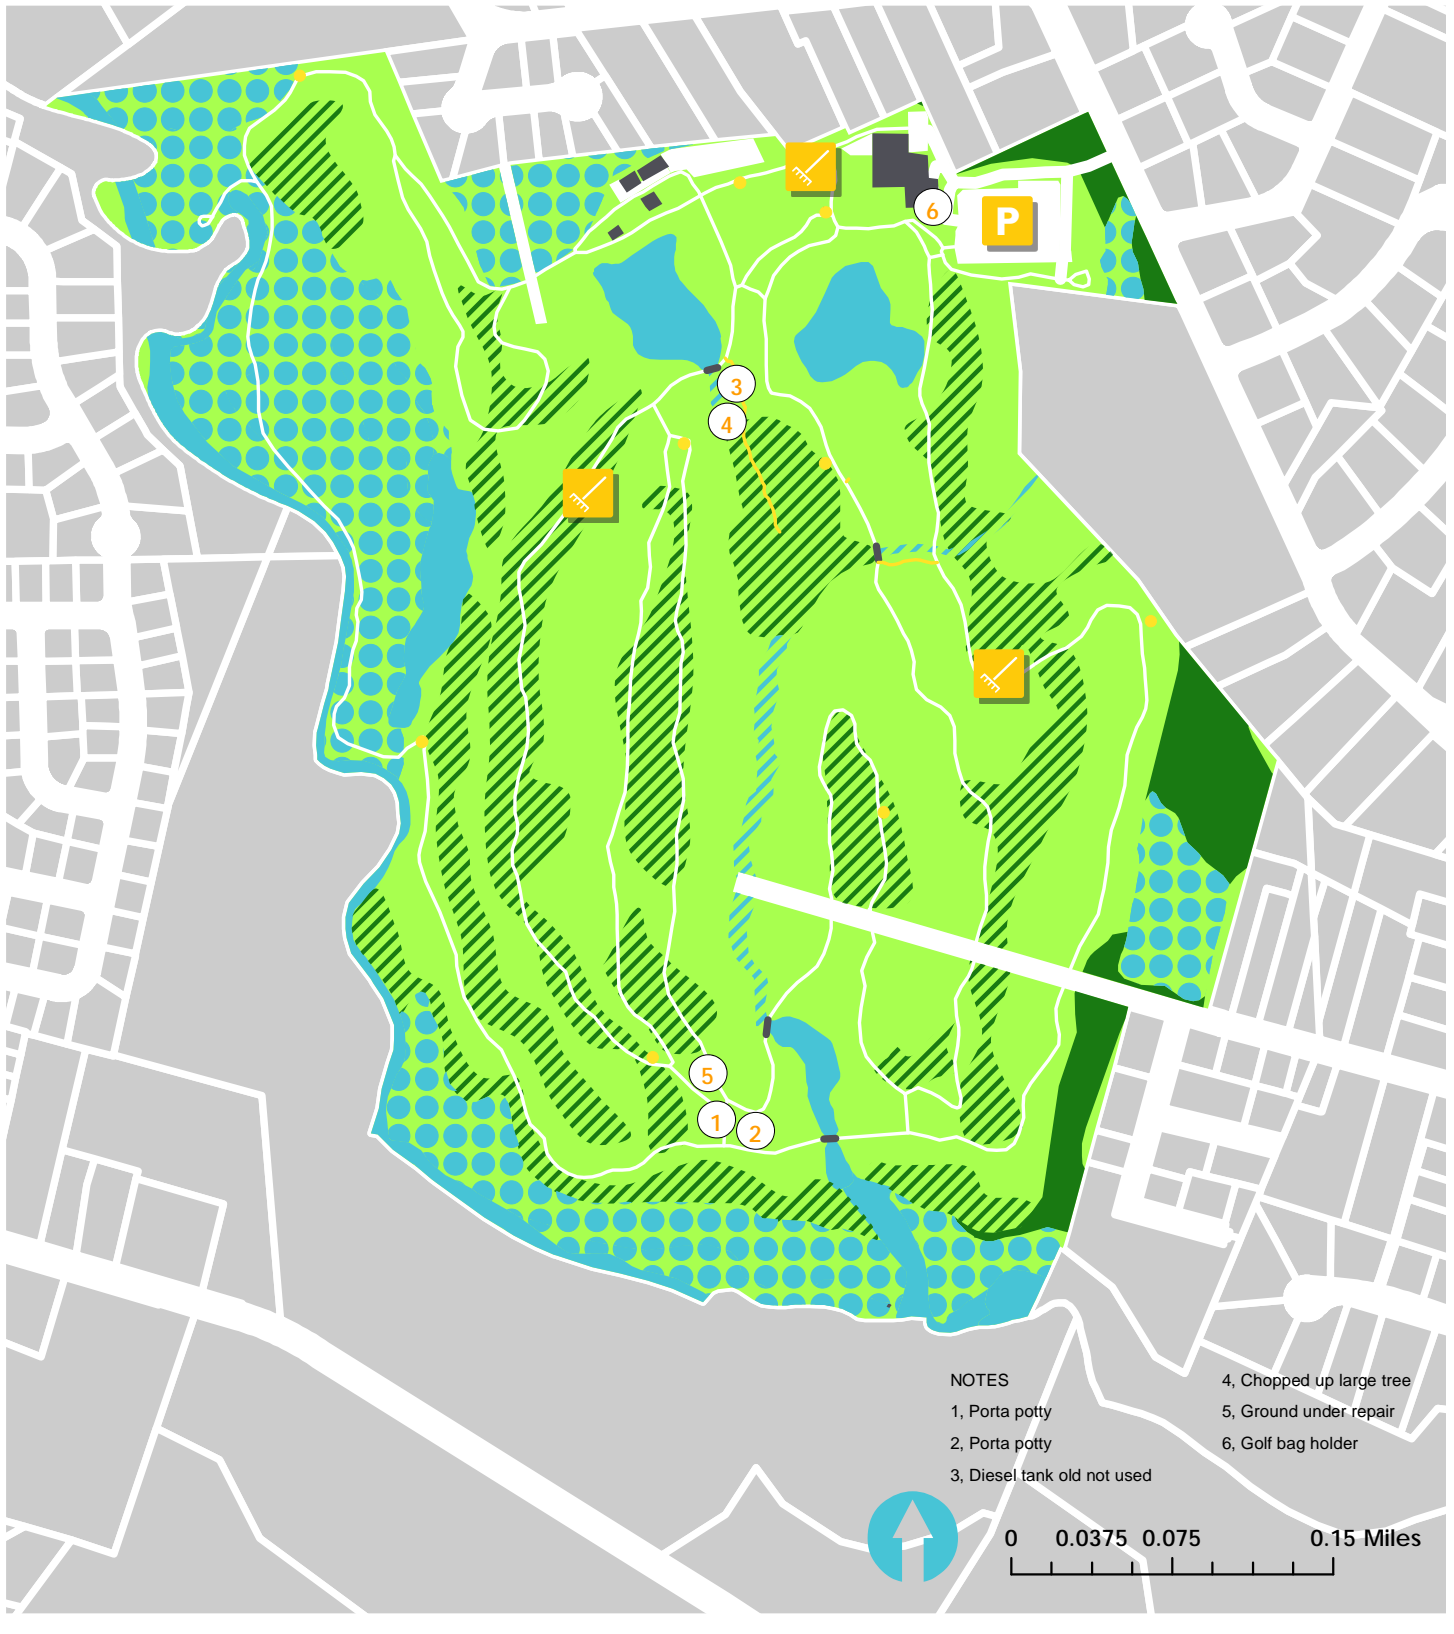 6
P
3
4
5
1
2
NOTES
1, Porta potty
2, Porta potty
3, Diesel tank old not used
4, Chopped up large tree
5, Ground under repair
6, Golf bag holder
0 0.0375 0.075 0.15 Miles